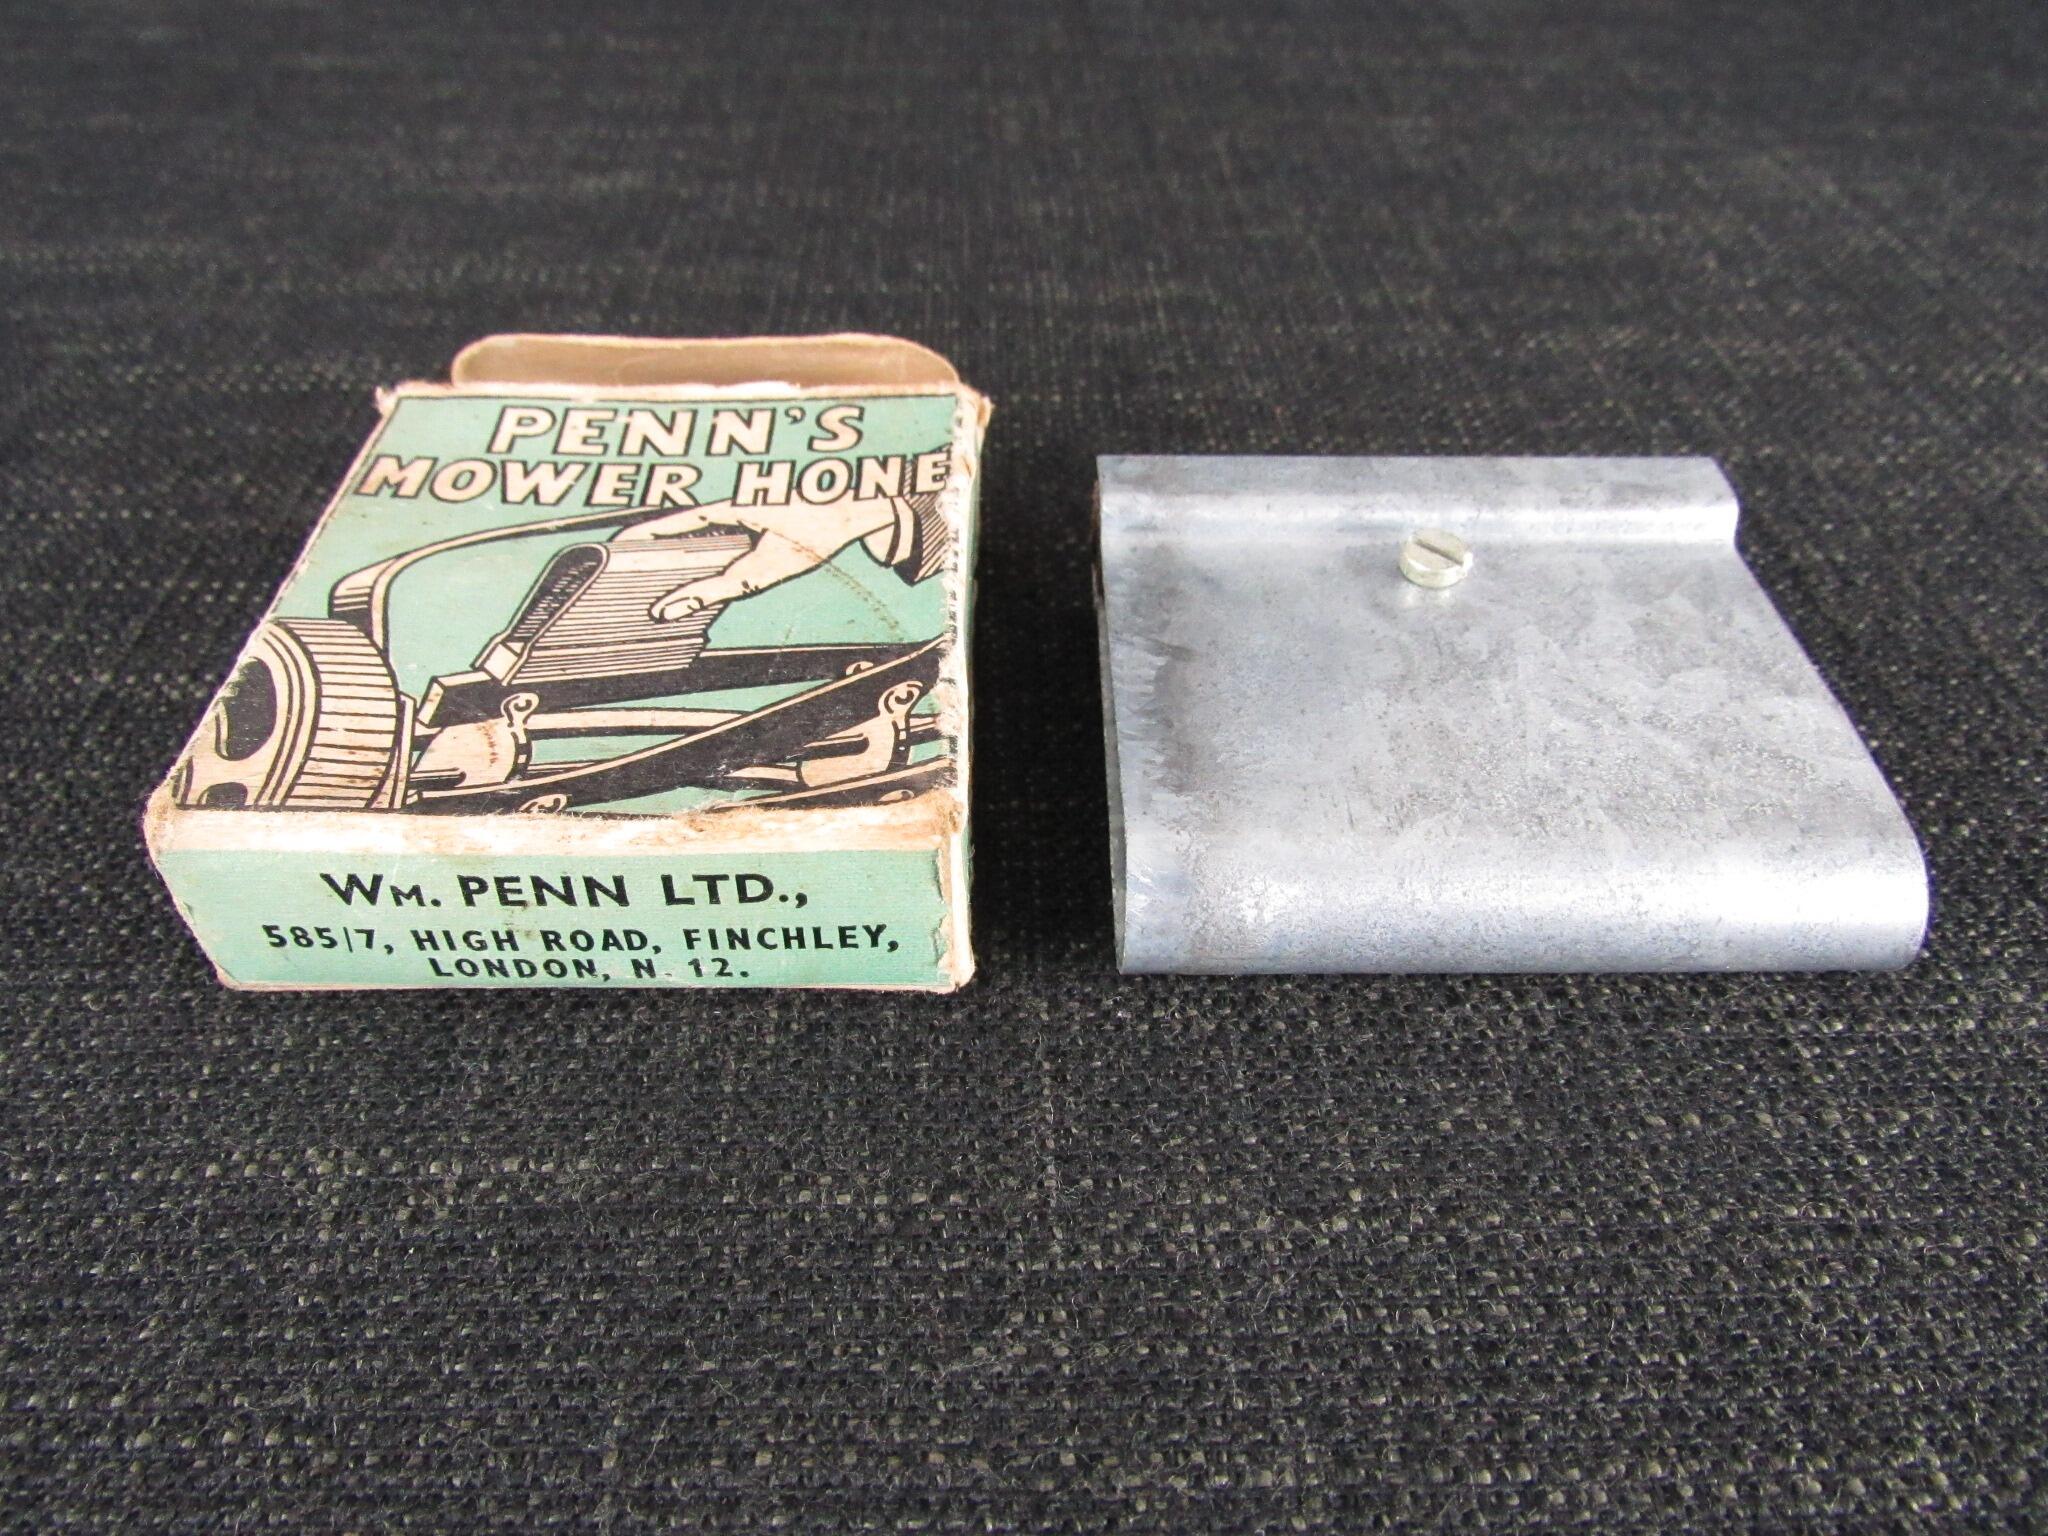 PENN'S
MOWER HONE
WM. PENN LTD.,
585/7, HIGH ROAD, FINCHLEY,
LONDON, N. 12.